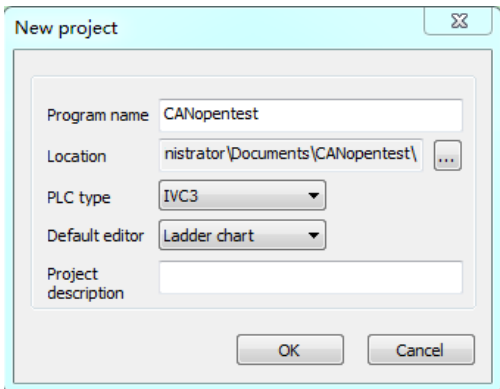 New project
Program name CANopentest
Location nistrator\Documents\CANopentest\ ...
PLC type IVC3
Default editor Ladder chart
Project
description
OK Cancel